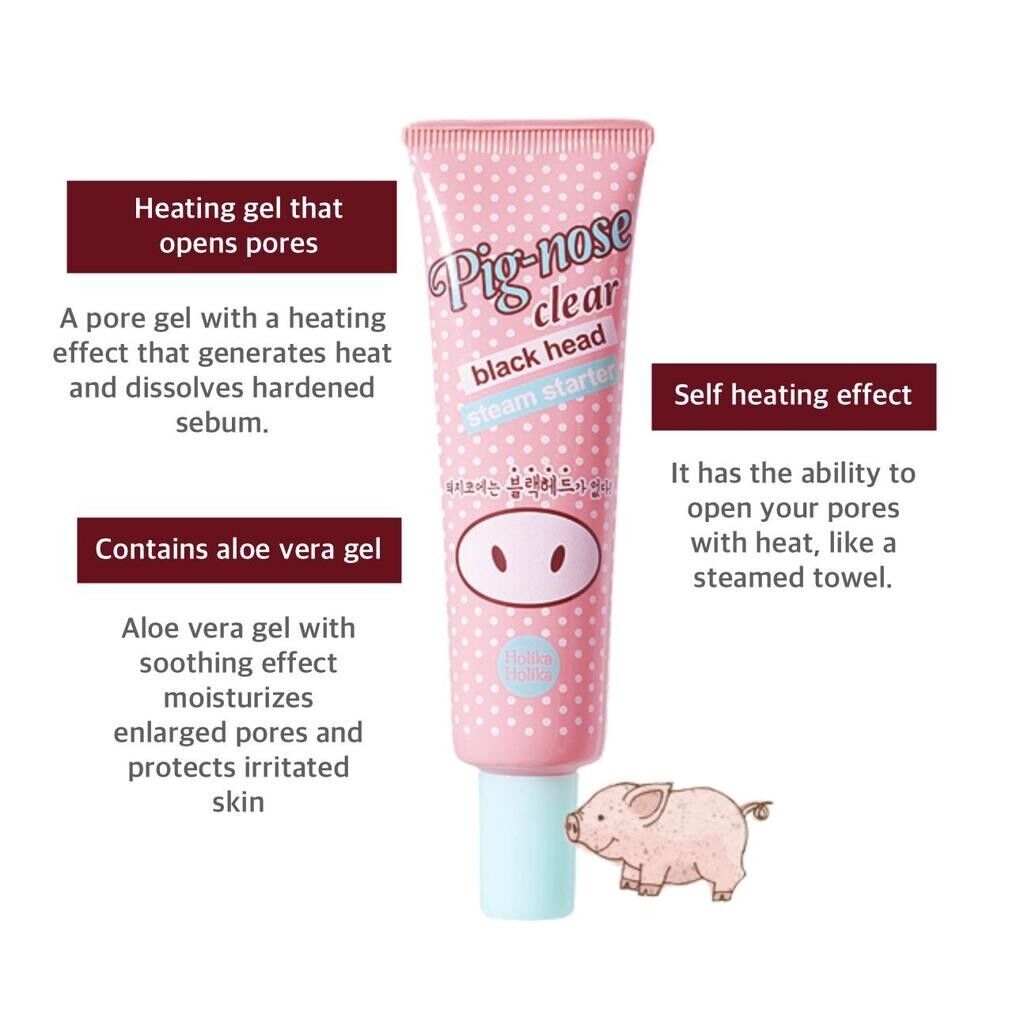 Heating gel that
opens pores
A pore gel with a heating
effect that generates heat
and dissolves hardened
sebum.
Contains aloe vera gel
Aloe vera gel with
soothing effect
moisturizes
enlarged pores and
protects irritated
skin
Pig-nose
clear
black head
steam starter
돼지코에는 블랙헤드가 없다!
Holika
Holika
Self heating effect
It has the ability to
open your pores
with heat, like a
steamed towel.